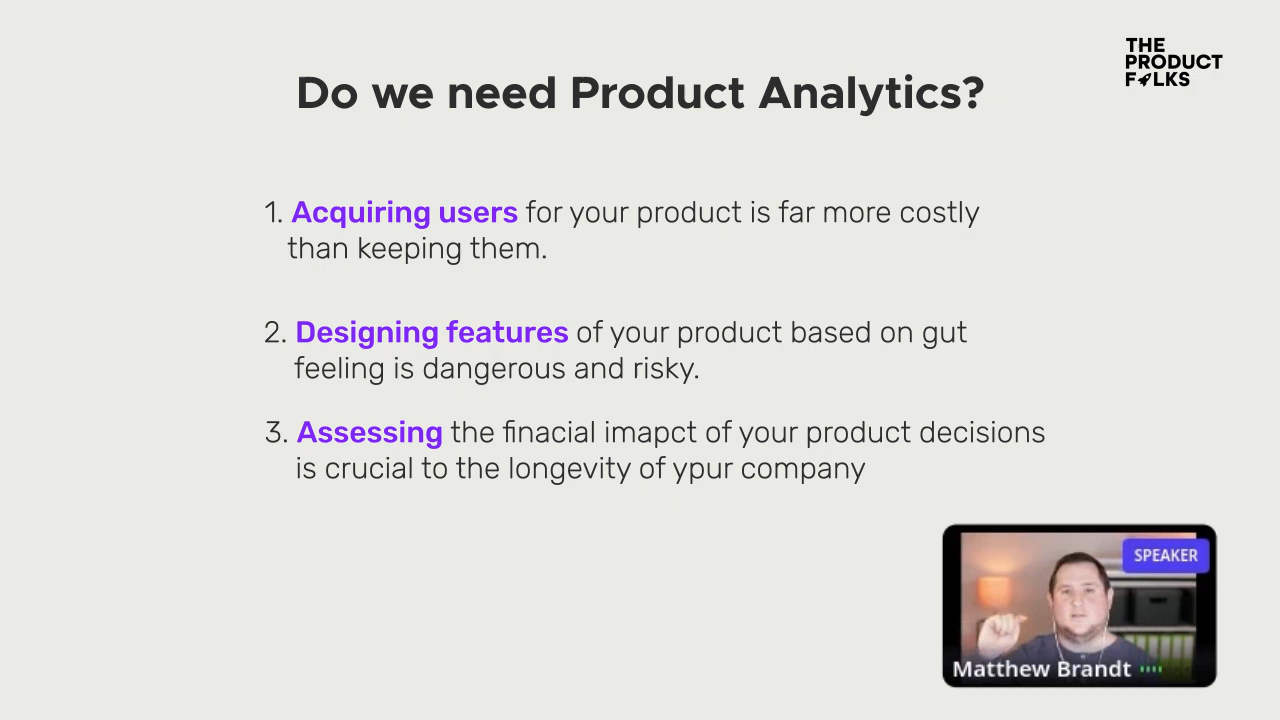 THE
PRODUCT
FOLKS
Do we need Product Analytics?
1. Acquiring users for your product is far more costly
than keeping them.
2. Designing features of your product based on gut
feeling is dangerous and risky.
3. Assessing the finacial imapct of your product decisions
is crucial to the longevity of ypur company
SPEAKER
Matthew Brandt